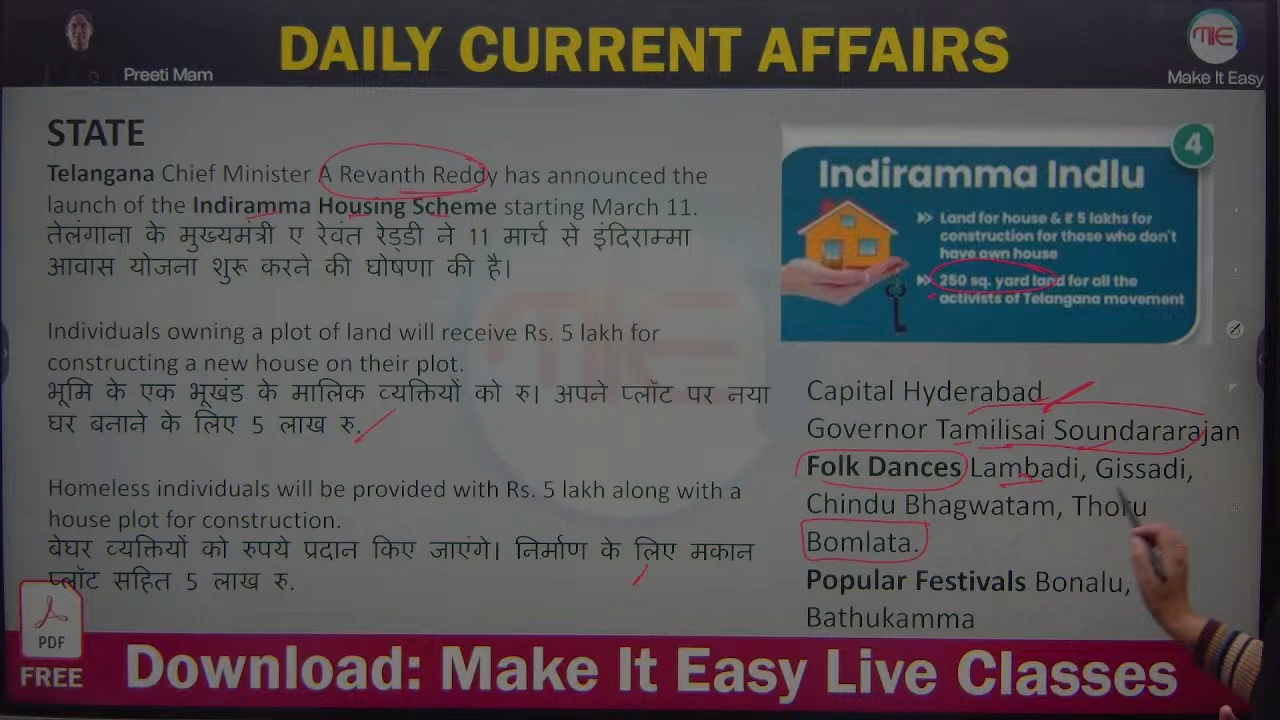 DAILY CURRENT AFFAIRS
Preeti Mam
MIE
Make It Easy
STATE
Telangana Chief Minister A Revanth Reddy has announced the
launch of the Indiramma Housing Scheme starting March 11.
तेलंगाना के मुख्यमंत्री ए रेवंत रेड्डी ने 11 मार्च से इंदिराम्मा
आवास योजना शुरू करने की घोषणा की है।
Individuals owning a plot of land will receive Rs. 5 lakh for
constructing a new house on their plot.
भूमि के एक भूखंड के मालिक व्यक्तियों को रु। अपने प्लॉट पर नया
घर बनाने के लिए 5 लाख रु.
Homeless individuals will be provided with Rs. 5 lakh along with a
house plot for construction.
बेघर व्यक्तियों को रुपये प्रदान किए जाएंगे। निर्माण के लिए मकान
प्लॉट सहित 5 लाख रु.
4
Indiramma Indlu
Land for house & ₹ 5 lakhs for
construction for those who don't
have own house
250 sq. yard land for all the
activists of Telangana movement
Capital Hyderabad
Governor Tamilisai Soundararajan
Folk Dances Lambadi, Gissadi,
Chindu Bhagwatam, Thoru
Bomlata.
Popular Festivals Bonalu,
Bathukamma
PDF
FREE
Download: Make It Easy Live Classes